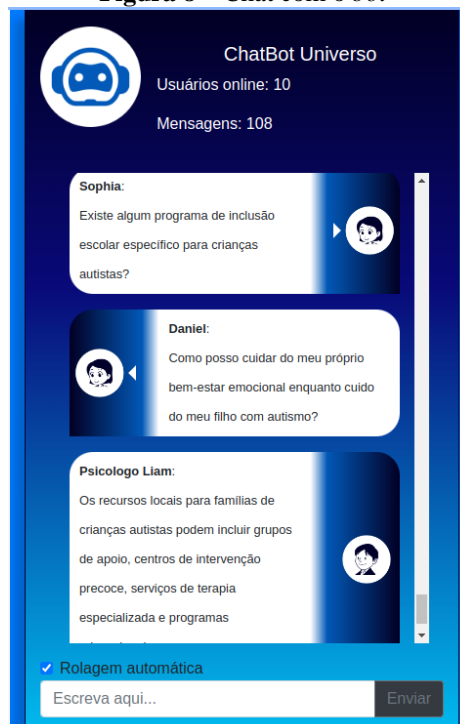 ChatBot Universo
Usuários online: 10
Mensagens: 108
Sophia:
Existe algum programa de inclusão
escolar específico para crianças
autistas?
Daniel:
Como posso cuidar do meu próprio
bem-estar emocional enquanto cuido
do meu filho com autismo?
Psicologo Liam:
Os recursos locais para famílias de
crianças autistas podem incluir grupos
de apoio, centros de intervenção
precoce, serviços de terapia
especializada e programas
Rolagem automática
Escreva aqui...
Enviar